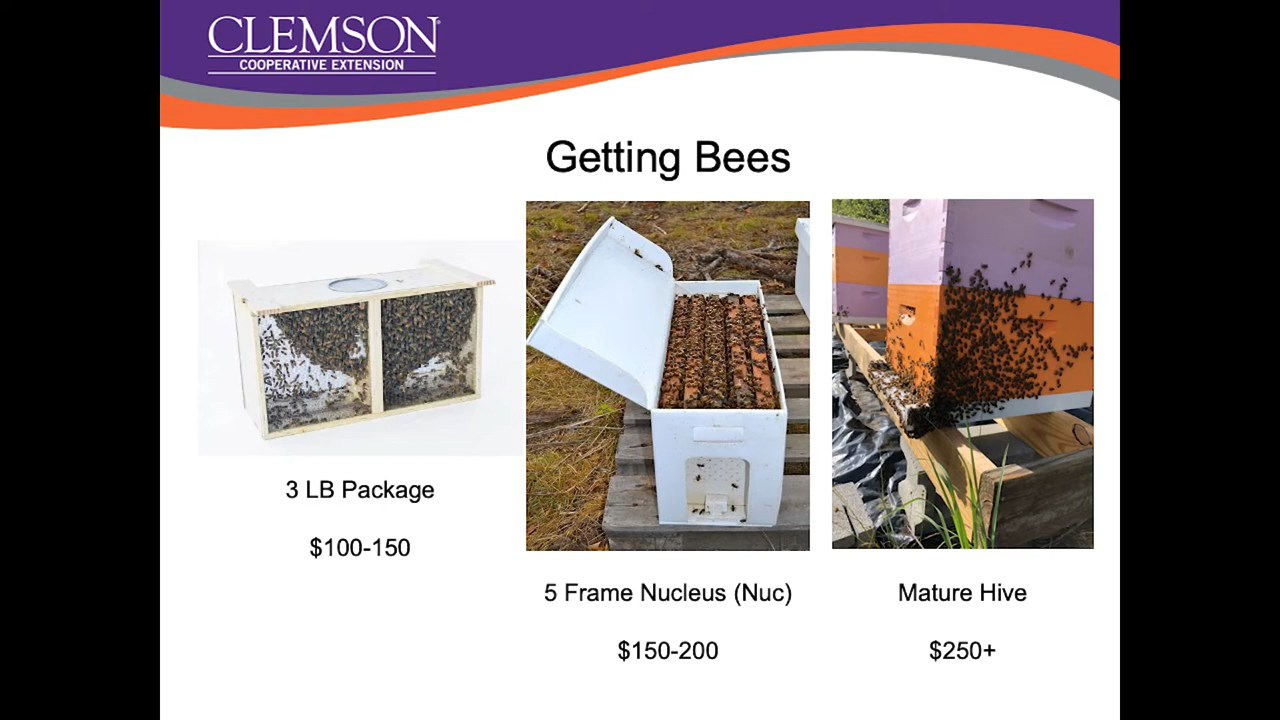 CLEMSON
COOPERATIVE EXTENSION
Getting Bees
3 LB Package
$100-150
5 Frame Nucleus (Nuc)
$150-200
Mature Hive
$250+